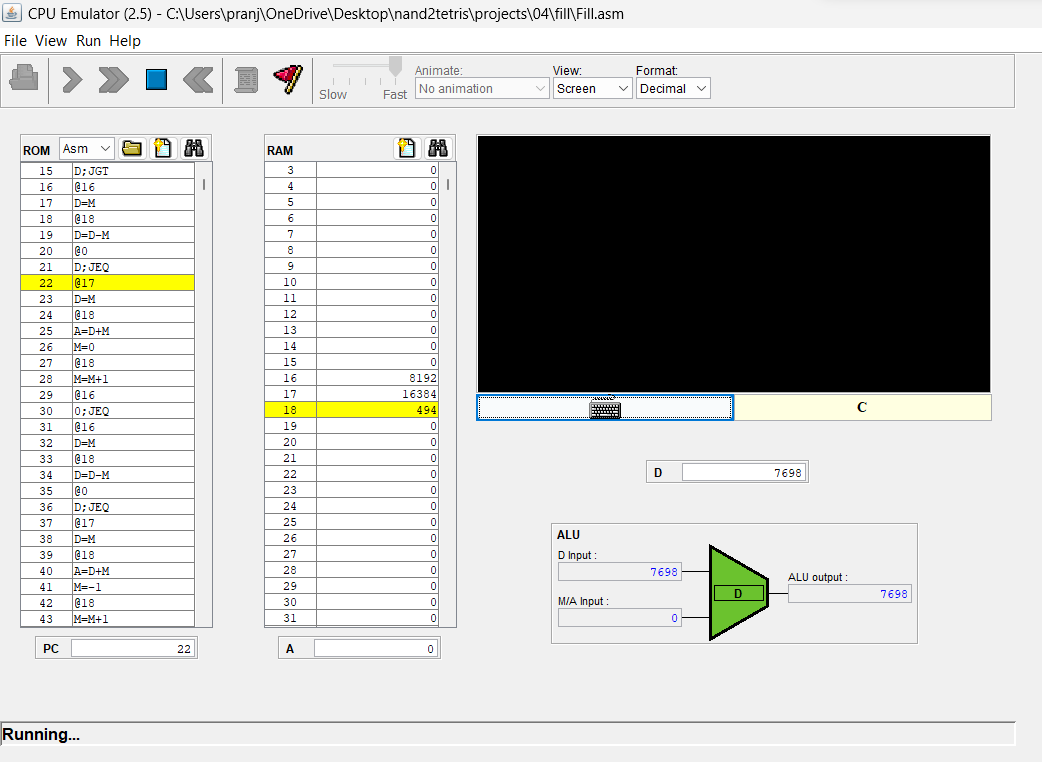 CPU Emulator (2.5) - C:\Users\pranj\OneDrive\Desktop\nand2tetris\projects\04\fill\Fill.asm
File View Run Help
Slow Fast
Animate:
No animation
View:
Screen
Format:
Decimal
ROM Asm
15 D;JGT
16 @16
17 D=M
18 @18
19 D=D-M
20 @0
21 D;JEQ
22 @17
23 D=M
24 @18
25 A=D+M
26 M=0
27 @18
28 M=M+1
29 @16
30 0;JEQ
31 @16
32 D=M
33 @18
34 D=D-M
35 @0
36 D;JEQ
37 @17
38 D=M
39 @18
40 A=D+M
41 M=-1
42 @18
43 M=M+1
PC 22
RAM
3 0
4 0
5 0
6 0
7 0
8 0
9 0
10 0
11 0
12 0
13 0
14 0
15 0
16 8192
17 16384
18 494
19 0
20 0
21 0
22 0
23 0
24 0
25 0
26 0
27 0
28 0
29 0
30 0
31 0
A 0
C
D 7698
ALU
D Input :
7698
M/A Input :
0
D
ALU output :
7698
Running...